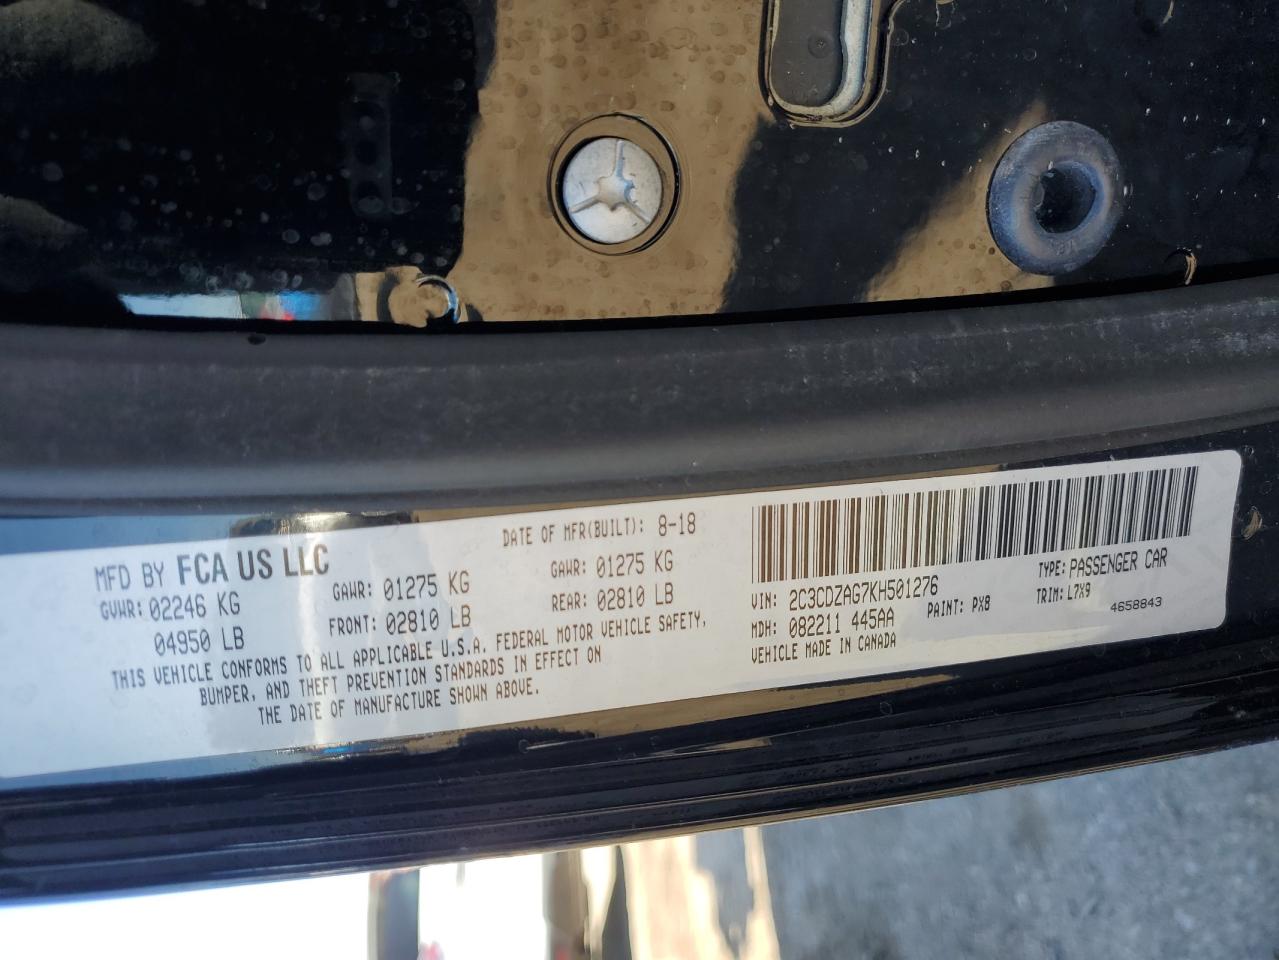 MFD BY FCA US LLC
DATE OF MFR(BUILT): 8-18
GVWR: 02246 KG
04950 LB
GAWR: 01275 KG
FRONT: 02810 LB
GAWR: 01275 KG
REAR: 02810 LB
THIS VEHICLE CONFORMS TO ALL APPLICABLE U.S.A. FEDERAL MOTOR VEHICLE SAFETY,
BUMPER, AND THEFT PREVENTION STANDARDS IN EFFECT ON
THE DATE OF MANUFACTURE SHOWN ABOVE.
VIN: 2C3CDZAG7KH501276
TYPE: PASSENGER CAR
MDH: 082211 445AA
PAINT: PX8
TRIM: L7X9
VEHICLE MADE IN CANADA
4658843